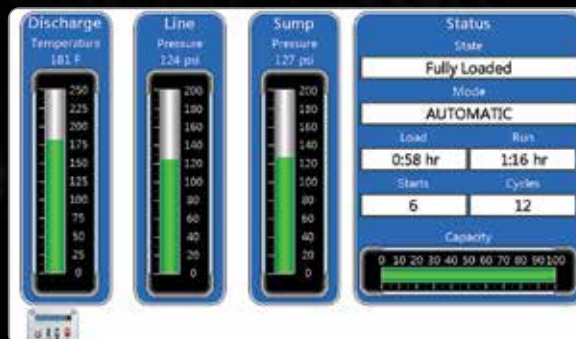 Discharge
Temperature
181 F
250
225
200
175
150
125
100
75
50
25
0
Line
Pressure
124 psi
200
180
160
140
120
100
80
60
40
20
0
Sump
Pressure
127 psi
200
180
160
140
120
100
80
60
40
20
0
Status
State
Fully Loaded
Mode
AUTOMATIC
Load Run
0:58 hr 1:16 hr
Starts Cycles
6 12
Capacity
0 10 20 30 40 50 60 70 80 90 100